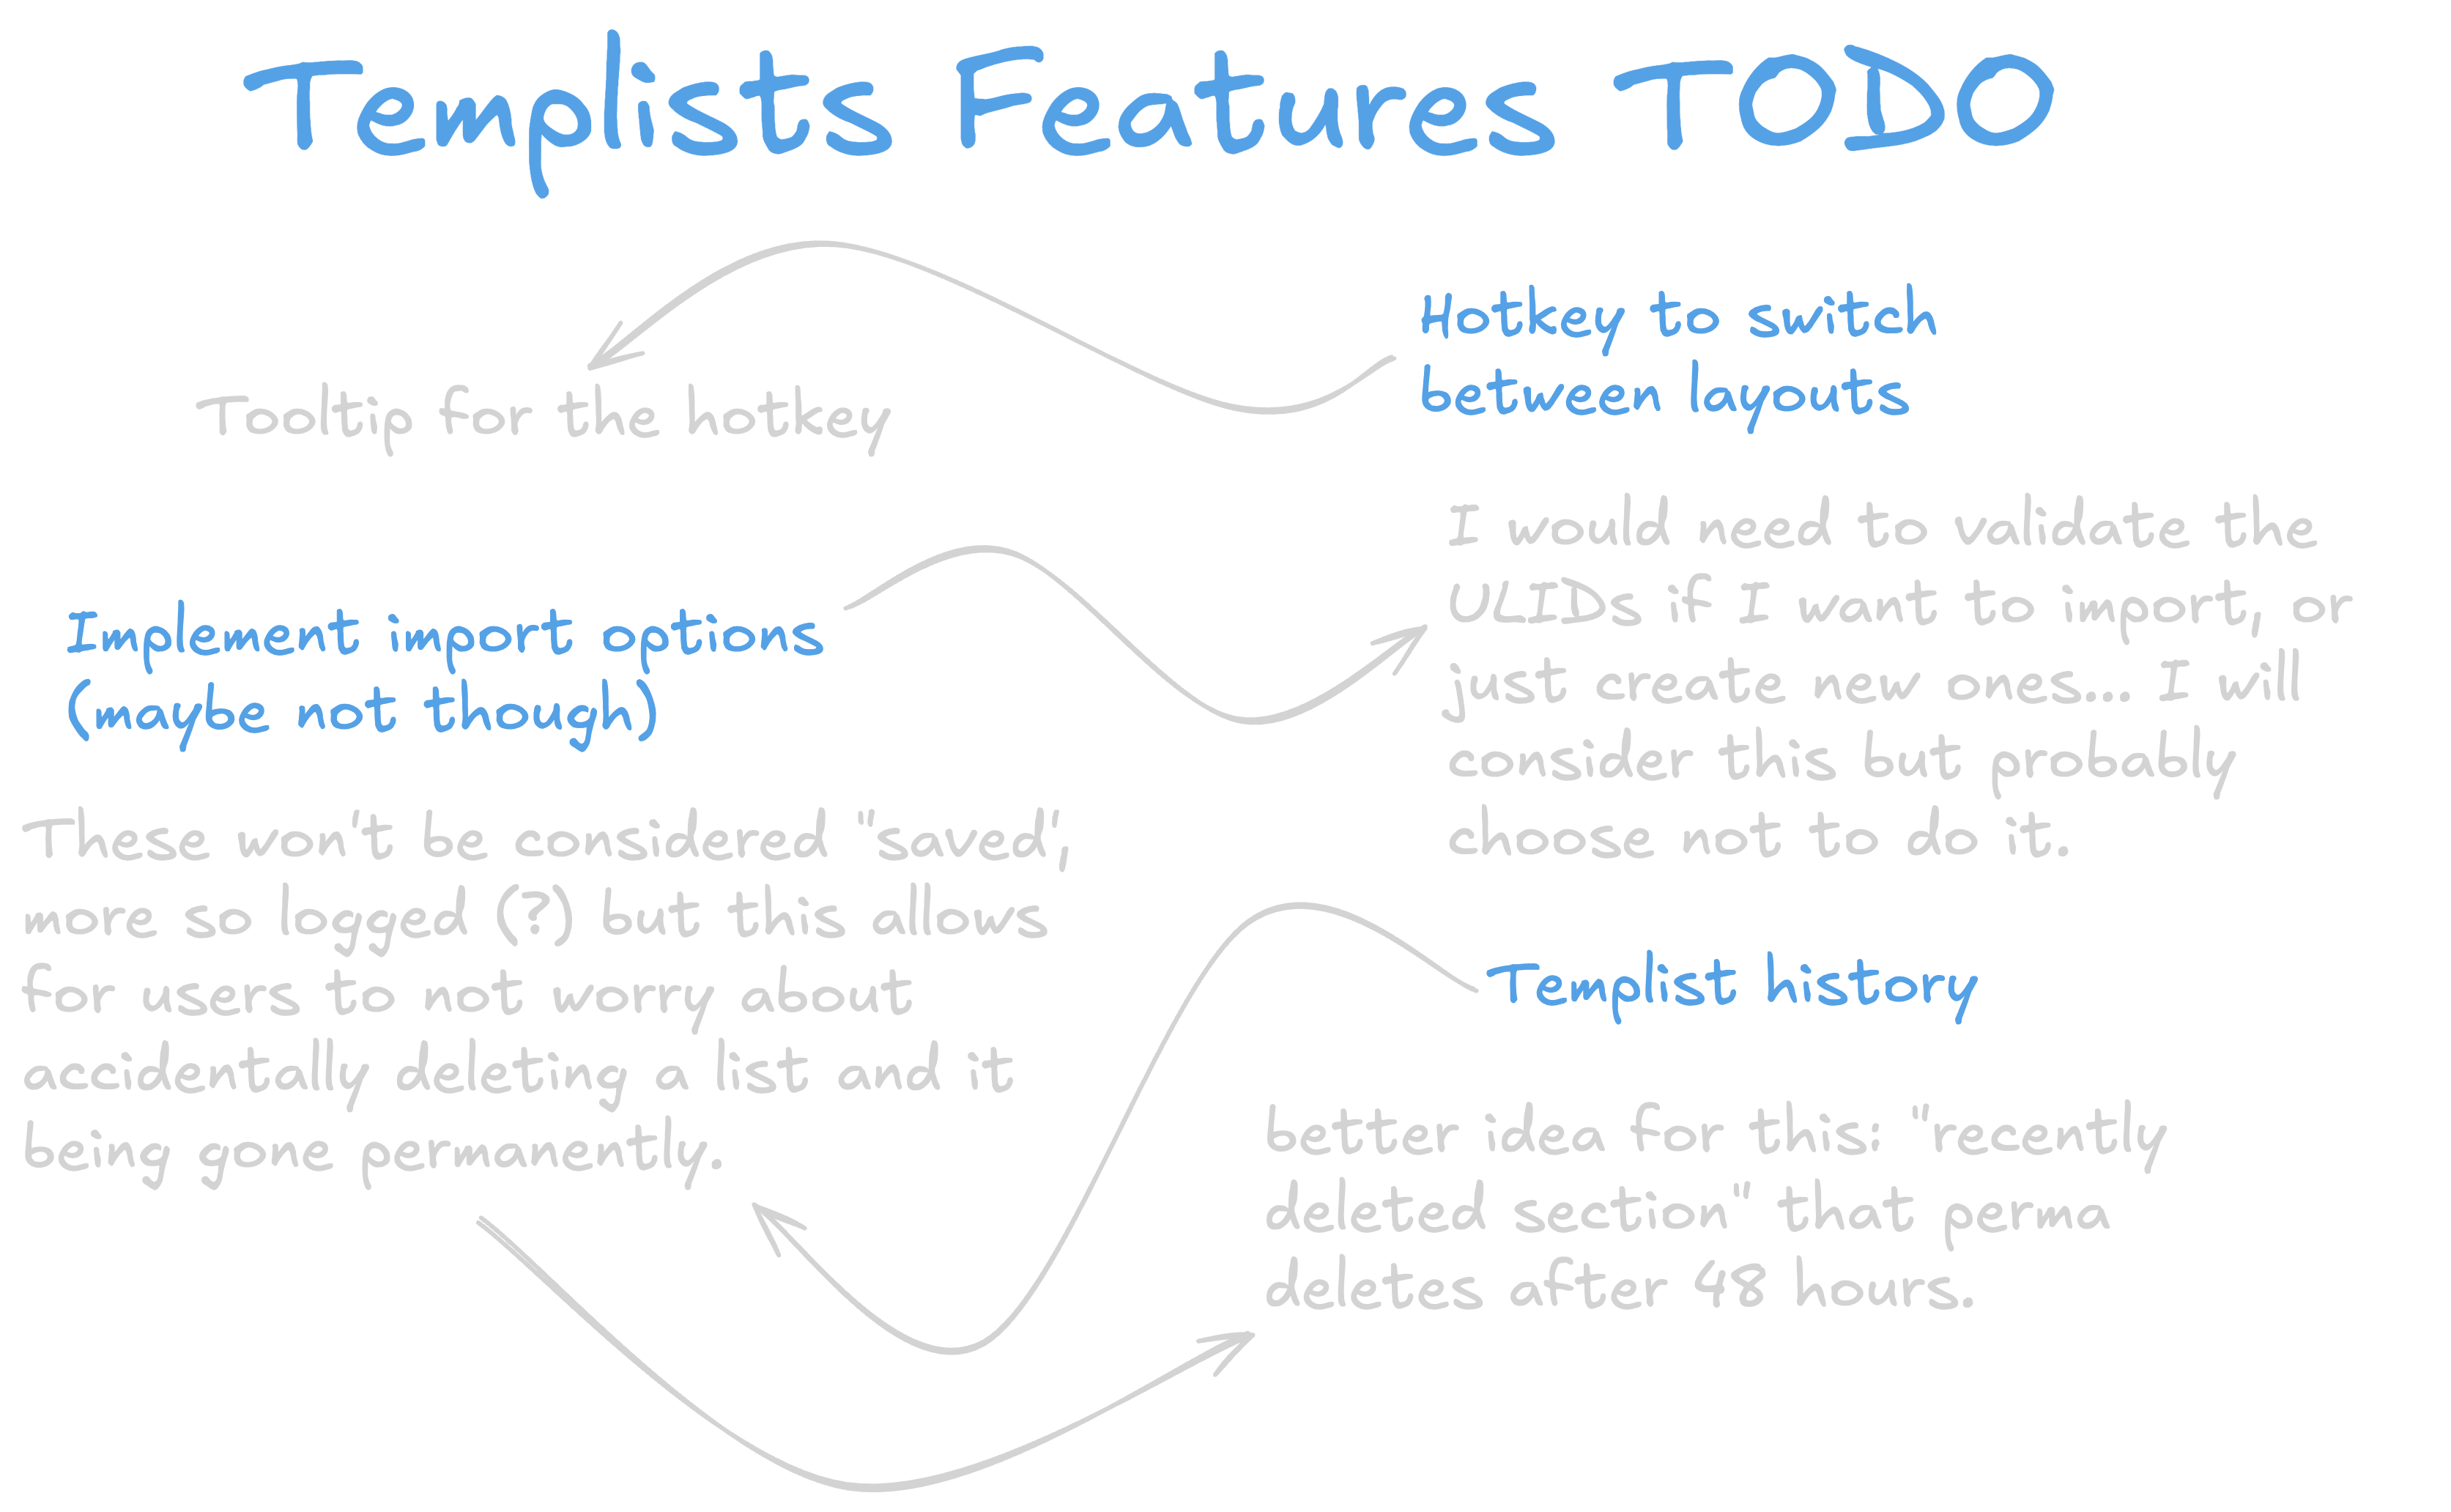 Templists Features TODO
Hotkey to switch
between layouts
Tooltip for the hotkey
Implement import options
(maybe not though)
I would need to validate the
ULIDs if I want to import, or
just create new ones... I will
consider this but probably
choose not to do it.
Templist history
These won't be considered "saved",
more so logged (?) but this allows
for users to not worry about
accidentally deleting a list and it
being gone permanently.
better idea for this: "recently
deleted section" that perma
deletes after 48 hours.